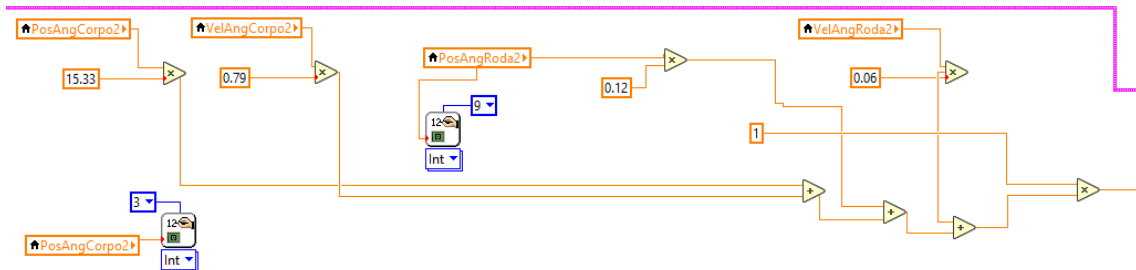 PosAngCorpo2
VelAngCorpo2
VelAngRoda2
PosAngRoda2
15.33
0.79
0.12
0.06
9
12
Int
1
3
12
PosAngCorpo2
Int